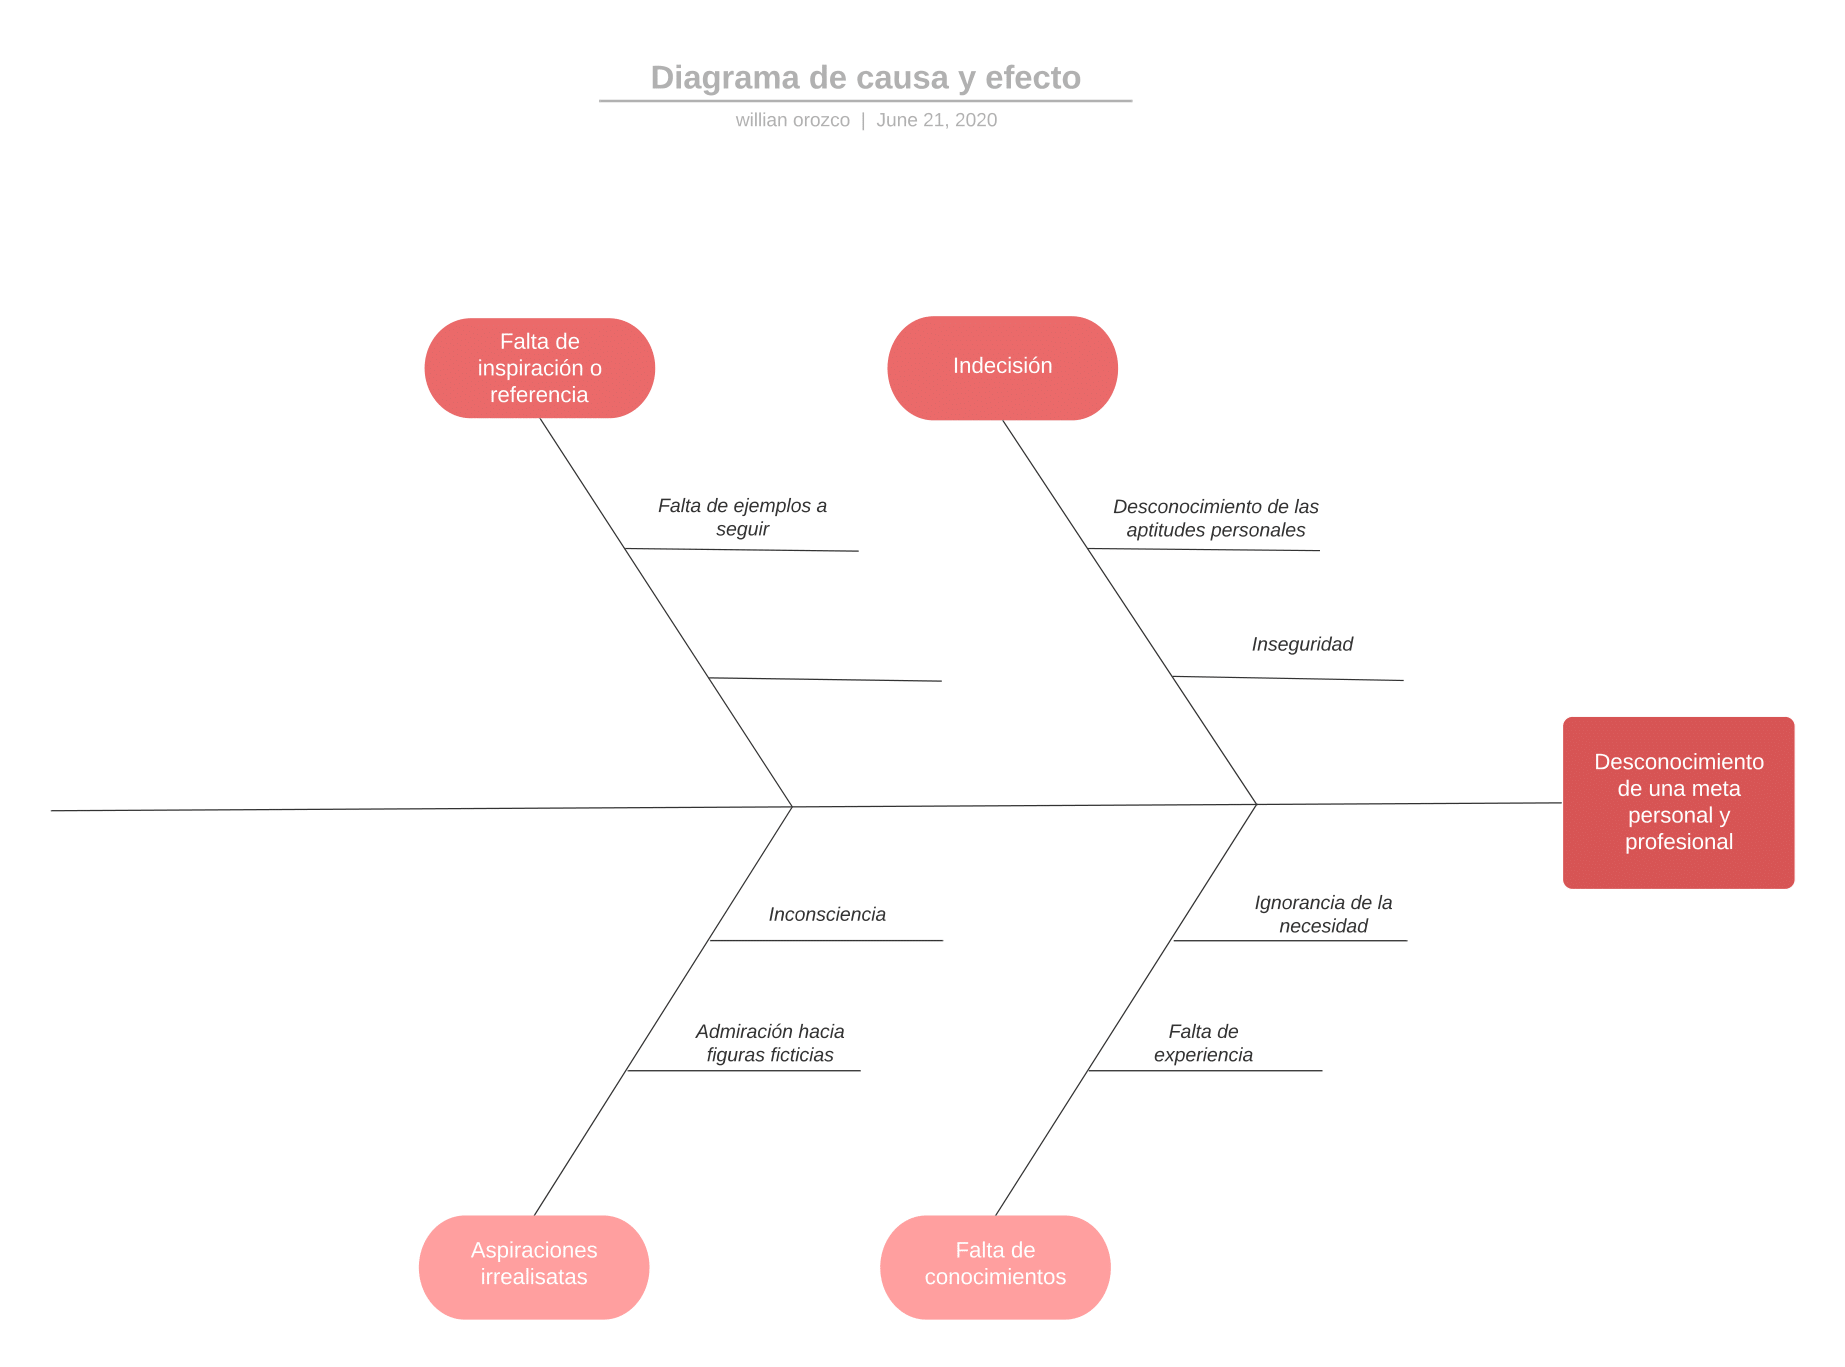 Diagrama de causa y efecto
willian orozco | June 21, 2020
Falta de
inspiración o
referencia
Indecisión
Falta de ejemplos a
seguir
Desconocimiento de las
aptitudes personales
Inseguridad
Desconocimiento
de una meta
personal y
profesional
Inconsciencia
Ignorancia de la
necesidad
Admiración hacia
figuras ficticias
Falta de
experiencia
Aspiraciones
irrealisatas
Falta de
conocimientos